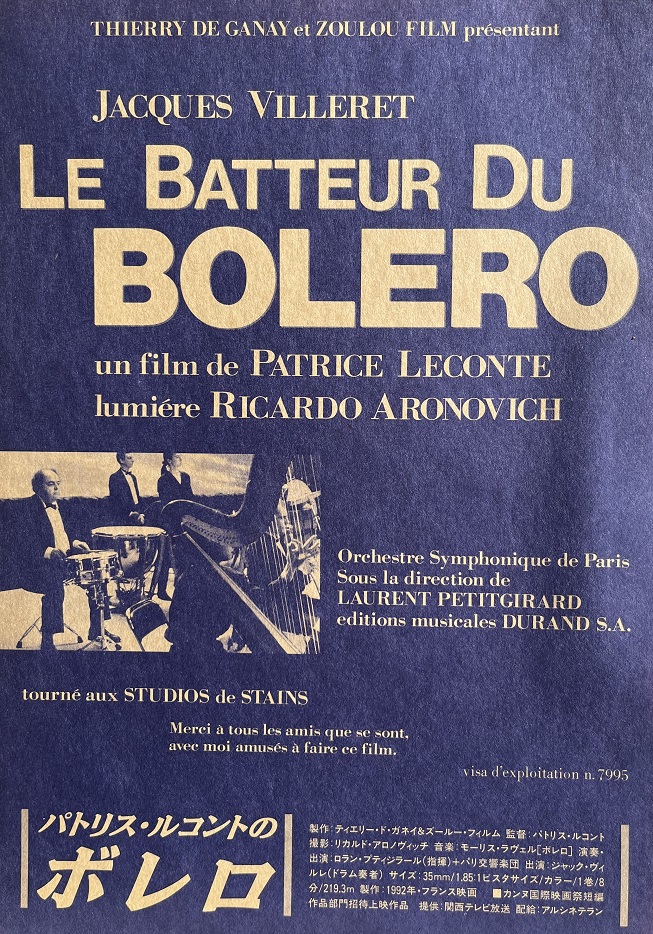 THIERRY DE GANAY et ZOULOU FILM présentant
JACQUES VILLERET
LE BATTEUR DU
BOLERO
un film de PATRICE LECONTE
lumiére RICARDO ARONOVICH
Orchestre Symphonique de Paris
Sous la direction de
LAURENT PETITGIRARD
editions musicales DURAND S.A.
tourné aux STUDIOS de STAINS
Merci à tous les amis que se sont,
avec moi amusés à faire ce film.
visa d'exploitation n.7995
パトリス・ルコントの
ボレロ
製作：ティエリー・ド・ガネイ&ズールー・フィルム 監督：パトリス・ルコント
撮影：リカルド・アロノヴィッチ 音楽：モーリス・ラヴェル［ボレロ］ 演奏・
出演：ロラン・プティジラール（指揮）＋パリ交響楽団 出演：ジャック・ヴィ
ルレ（ドラム奏者） サイズ：35mm/1.85:1ビスタサイズ/カラー/1巻/8
分/219.3m 製作：1992年・フランス映画 ■カンヌ国際映画祭短編
作品部門招待上映作品 提供：関西テレビ放送 配給：アルシネテラン